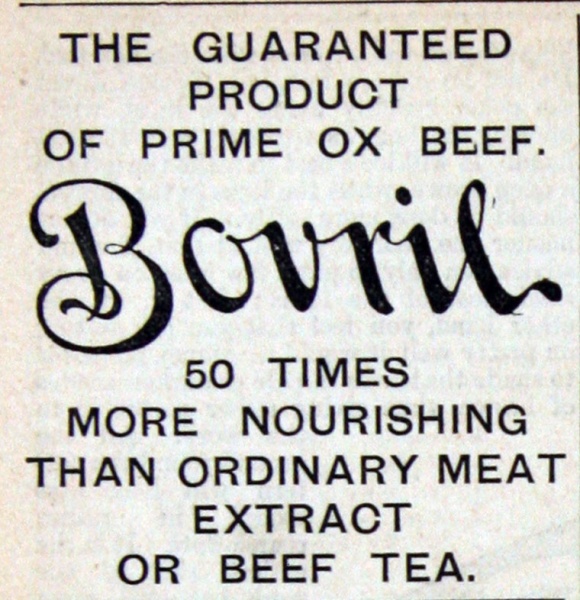 THE GUARANTEED
PRODUCT
OF PRIME OX BEEF.
Bovril
50 TIMES
MORE NOURISHING
THAN ORDINARY MEAT
EXTRACT
OR BEEF TEA.